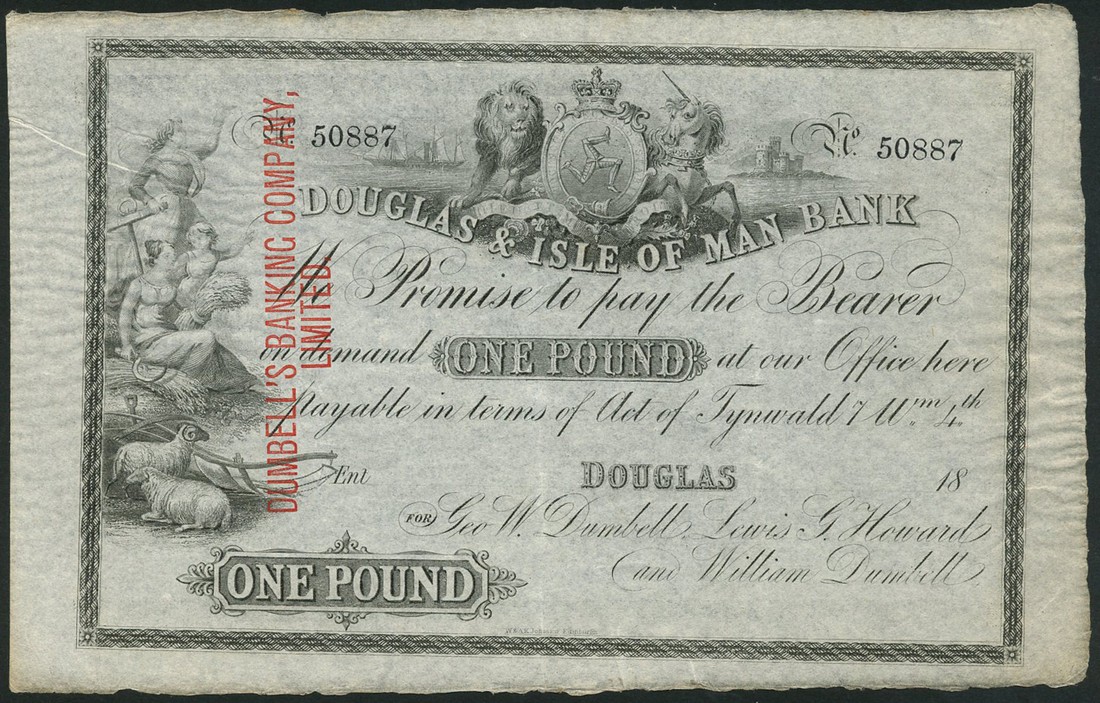 No. 50887
No. 50887
DOUGLAS & ISLE OF MAN BANK
We Promise to pay the Bearer
on demand ONE POUND at our Office here
payable in terms of Act of Tynwald 7 Wm. 4th
Ent
DOUGLAS 18
FOR Geo W. Dumbell, Lewis G. Howard
and William Dumbell
ONE POUND
DUMBELL'S BANKING COMPANY,
LIMITED